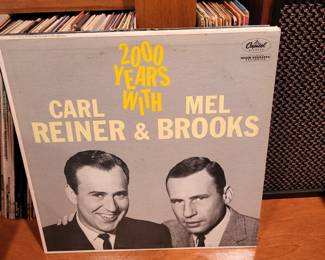 2000
YEARS
WITH
CARL
REINER & 
MEL
BROOKS
Capitol